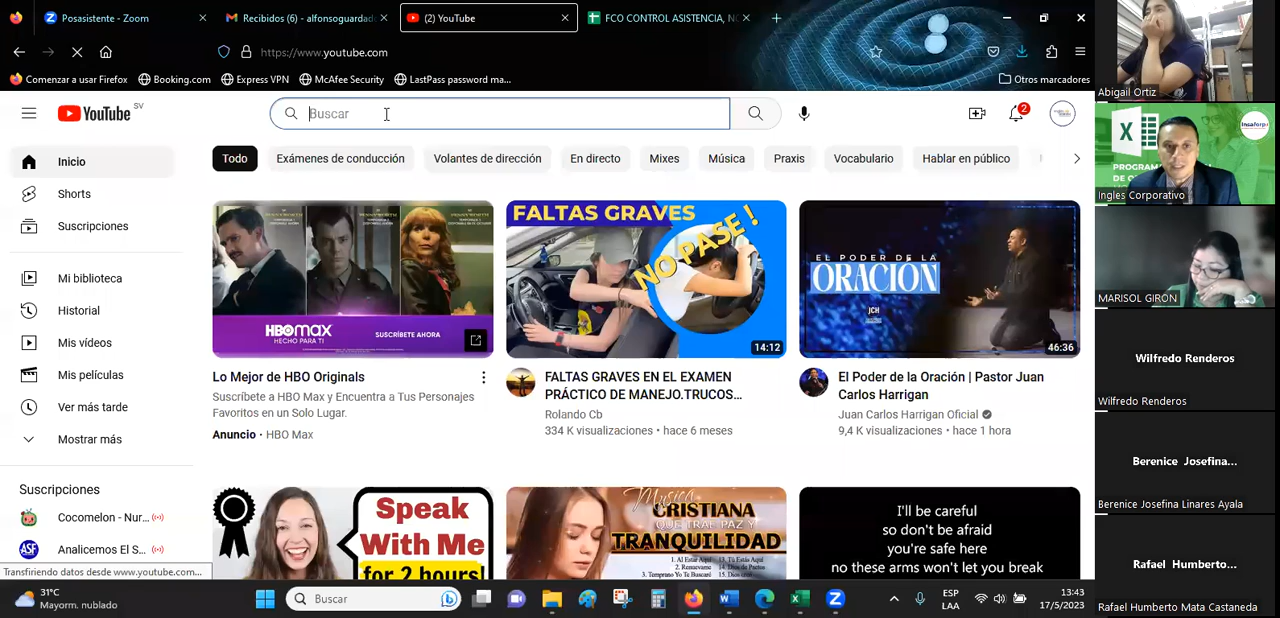 Posasistente - Zoom
Recibidos (6) - alfonsoguardado
(2) YouTube
FCO CONTROL ASISTENCIA, NO
https://www.youtube.com
Comenzar a usar Firefox
Booking.com
Express VPN
McAfee Security
LastPass password ma...
Otros marcadores
YouTube SV
Buscar
2
Todo
Exámenes de conducción
Volantes de dirección
En directo
Mixes
Música
Praxis
Vocabulario
Hablar en público
Inicio
Shorts
Suscripciones
Mi biblioteca
Historial
Mis vídeos
Mis películas
Ver más tarde
Mostrar más
Suscripciones
Cocomelon - Nur...
Analicemos El S...
HBOMAX
HECHO PARA TI
SUSCRÍBETE AHORA
Lo Mejor de HBO Originals
Suscríbete a HBO Max y Encuentra a Tus Personajes
Favoritos en un Solo Lugar.
Anuncio • HBO Max
FALTAS GRAVES
NO PASE !
14:12
FALTAS GRAVES EN EL EXAMEN
PRÁCTICO DE MANEJO.TRUCOS...
Rolando Cb
334 K visualizaciones • hace 6 meses
EL PODER DE LA
ORACIÓN
JCH
46:36
El Poder de la Oración | Pastor Juan
Carlos Harrigan
Juan Carlos Harrigan Oficial
9,4 K visualizaciones • hace 1 hora
Speak
With Me
for 2 hours!
Música
CRISTIANA
QUE TRAE PAZ Y
TRANQUILIDAD
I'll be careful
so don't be afraid
you're safe here
no these arms won't let you break
Transfiriendo datos desde www.youtube.com...
31°C
Mayorm. nublado
Buscar
ESP
LAA
13:43
17/5/2023
Abigail Ortiz
Insaforp
PROGRAMA
DE
Ingles Corporativo
MARISOL GIRÓN
Wilfredo Renderos
Wilfredo Renderos
Berenice Josefina...
Berenice Josefina Linares Ayala
Rafael Humberto...
Rafael Humberto Mata Castaneda